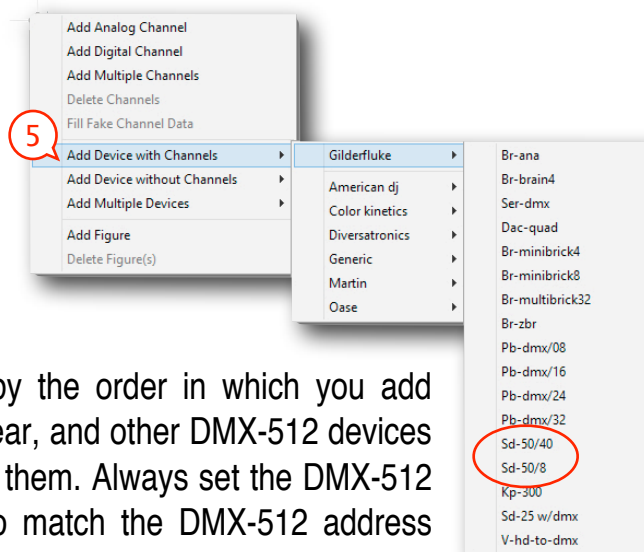 Add Analog Channel
Add Digital Channel
Add Multiple Channels
Delete Channels
Fill Fake Channel Data
5
Add Device with Channels
Add Device without Channels
Add Multiple Devices
Add Figure
Delete Figure(s)
Gilderfluke
American dj
Color kinetics
Diversatronics
Generic
Martin
Oase
Br-ana
Br-brain4
Ser-dmx
Dac-quad
Br-minibrick4
Br-minibrick8
Br-multibrick32
Br-zbr
Pb-dmx/08
Pb-dmx/16
Pb-dmx/24
Pb-dmx/32
Sd-50/40
Sd-50/8
Kp-300
Sd-25 w/dmx
V-hd-to-dmx
by the order in which you add
ear, and other DMX-512 devices
them. Always set the DMX-512
o match the DMX-512 address